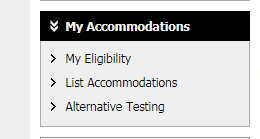 My Accommodations
My Eligibility
List Accommodations
Alternative Testing